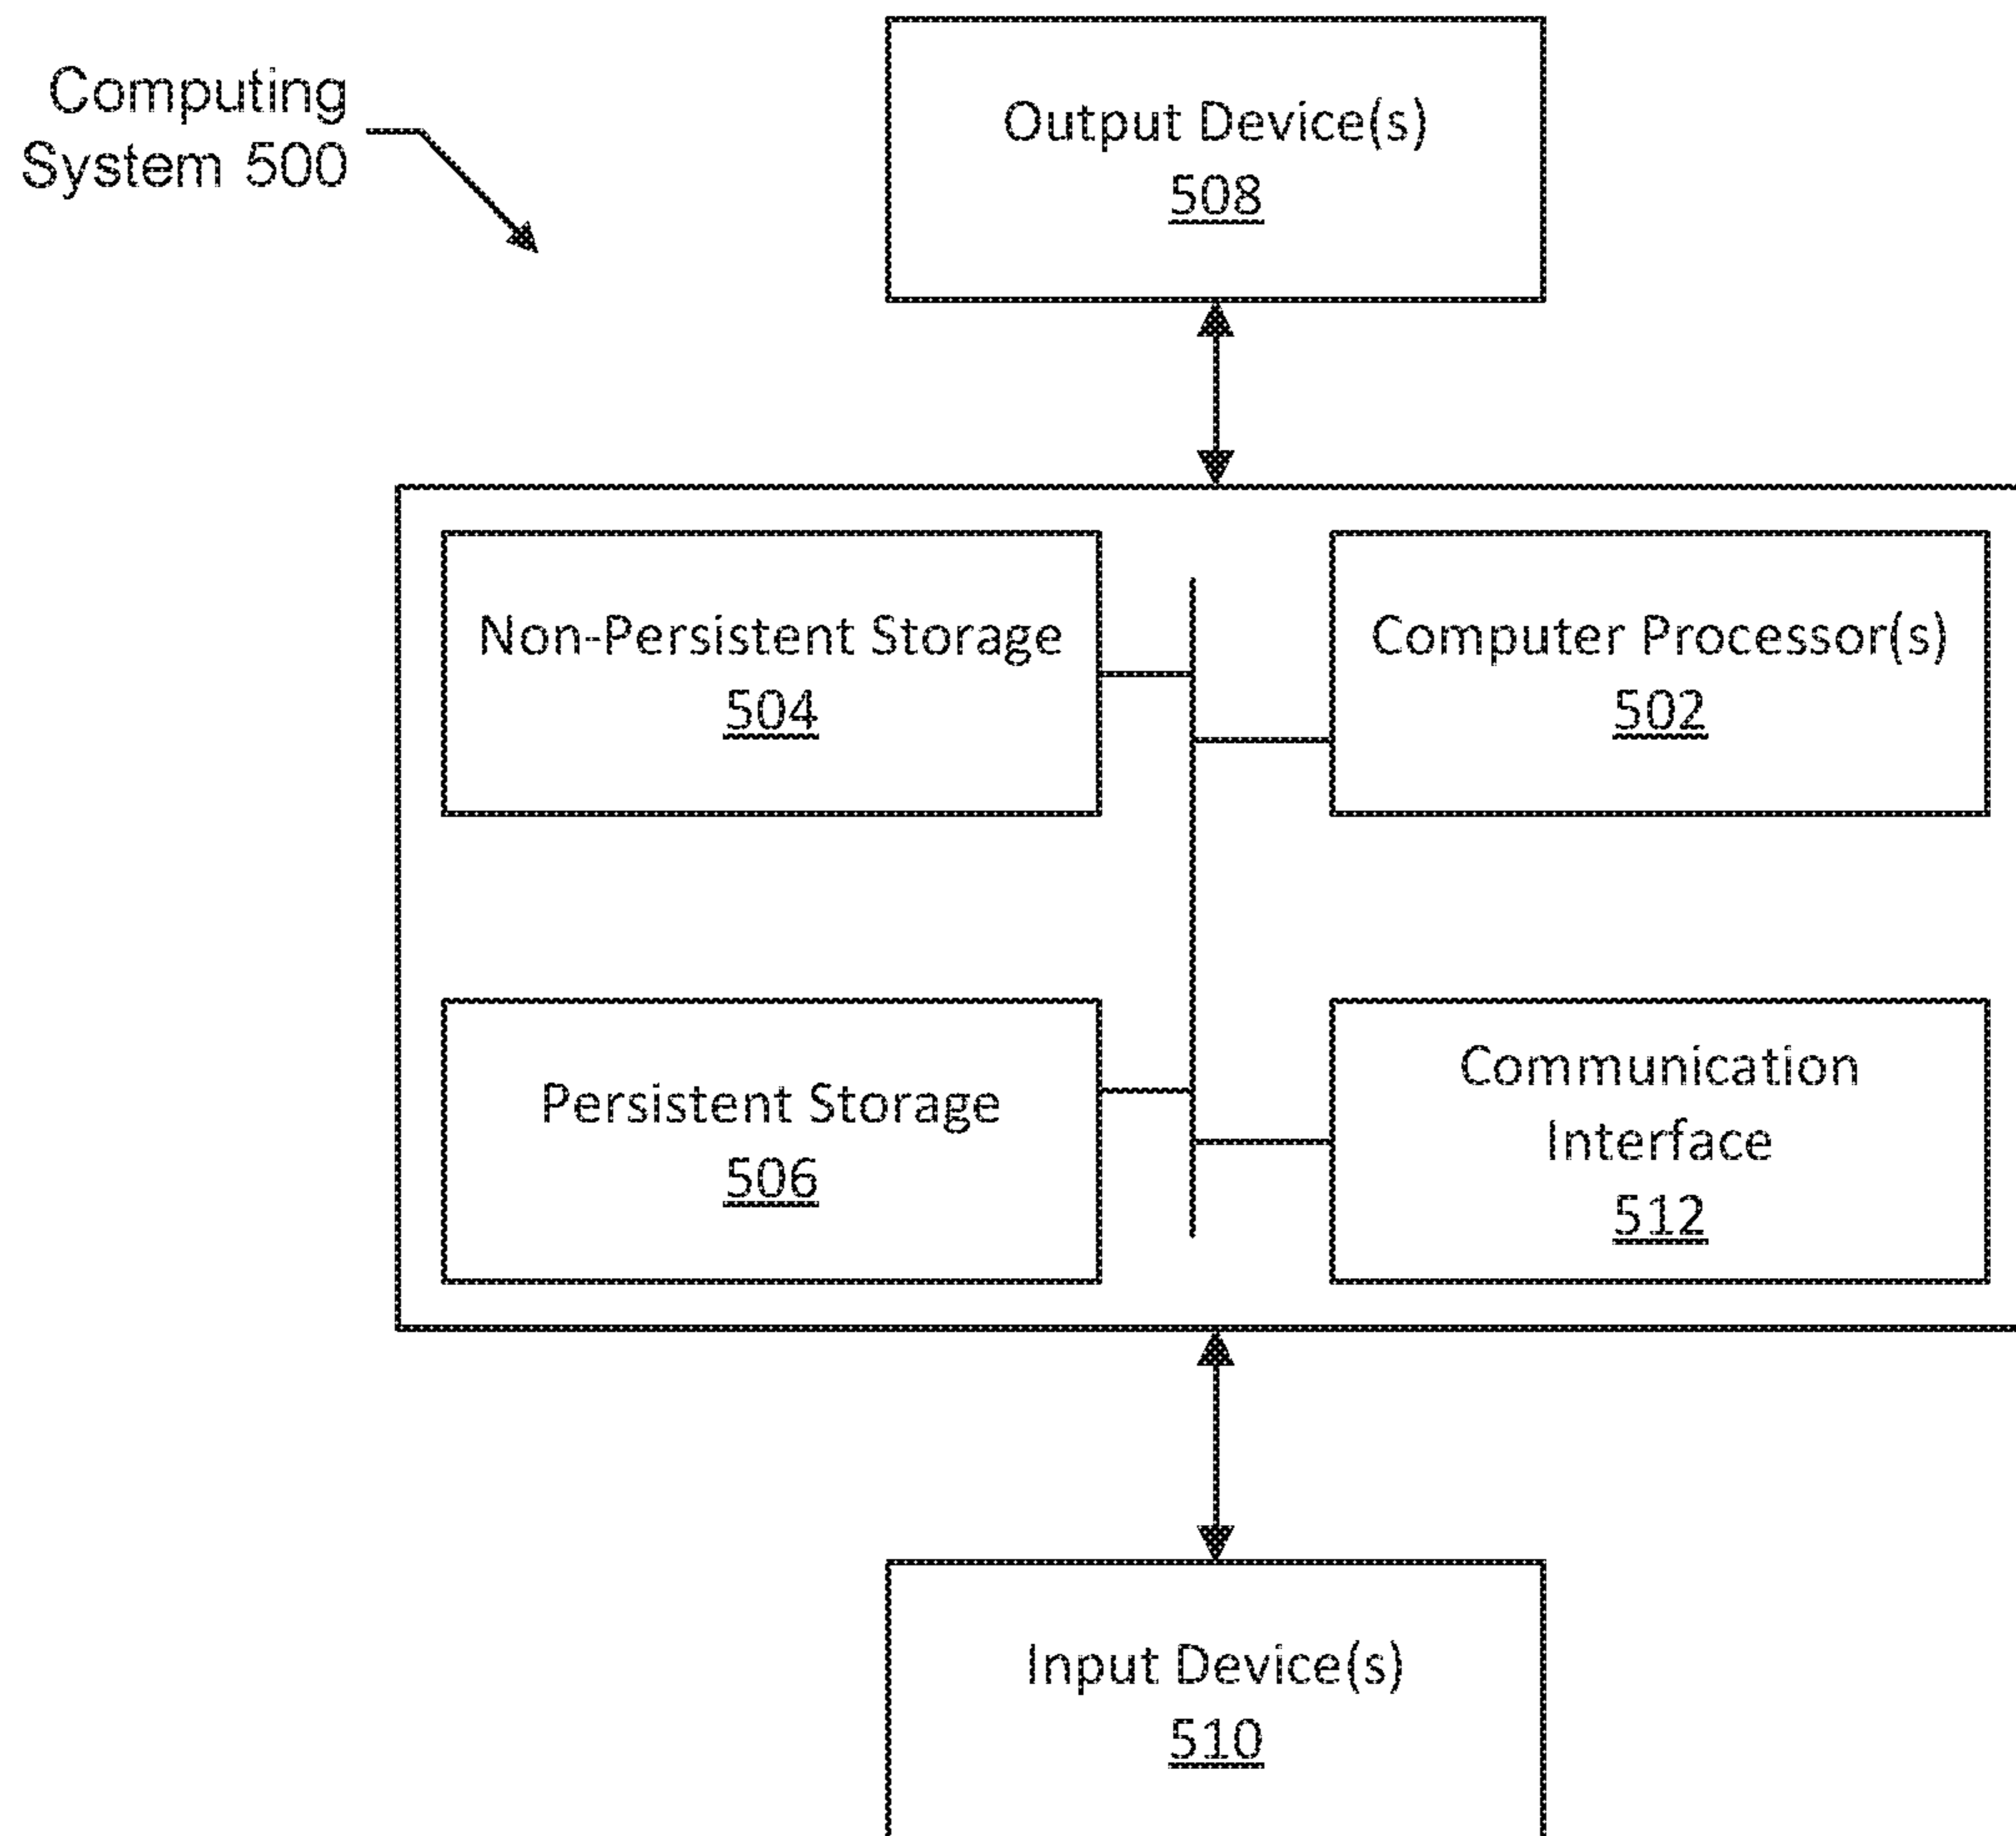 Computing
System 500
Output Device(s)
508
Non-Persistent Storage
504
Computer Processor(s)
502
Persistent Storage
506
Communication
Interface
512
Input Device(s)
510